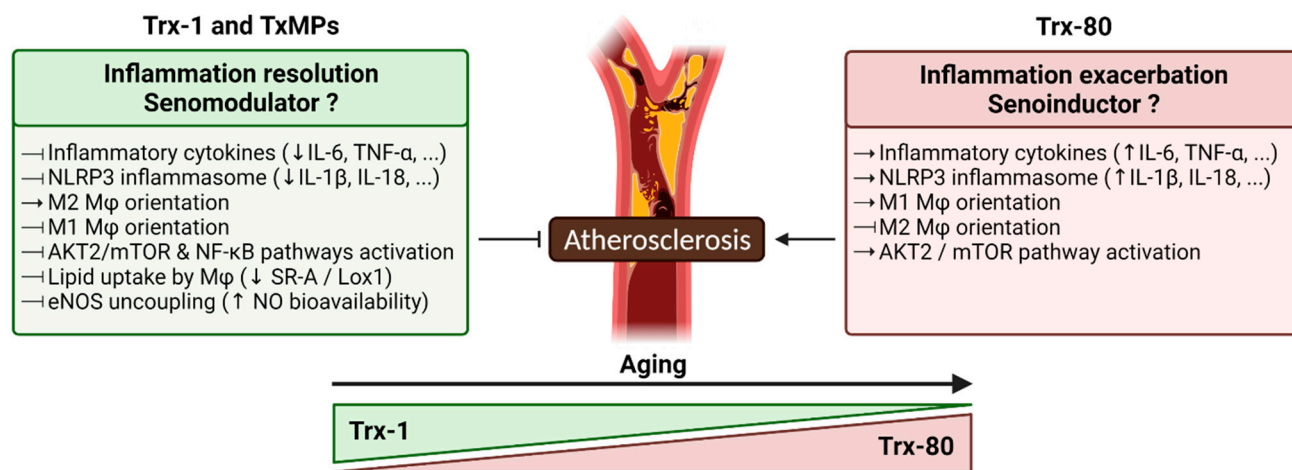 Trx-1 and TxMPs
Inflammation resolution
Senomodulator ?
⊣ Inflammatory cytokines (↓IL-6, TNF-α, ...)
⊣ NLRP3 inflammasome (↓IL-1β, IL-18, ...)
→ M2 Mφ orientation
⊣ M1 Mφ orientation
⊣ AKT2/mTOR & NF-κB pathways activation
⊣ Lipid uptake by Mφ (↓ SR-A / Lox1)
⊣ eNOS uncoupling (↑ NO bioavailability)
Atherosclerosis
Trx-80
Inflammation exacerbation
Senoinductor ?
→ Inflammatory cytokines (↑IL-6, TNF-α, ...)
→ NLRP3 inflammasome (↑IL-1β, IL-18, ...)
→ M1 Mφ orientation
⊣ M2 Mφ orientation
→ AKT2 / mTOR pathway activation
Aging
Trx-1
Trx-80